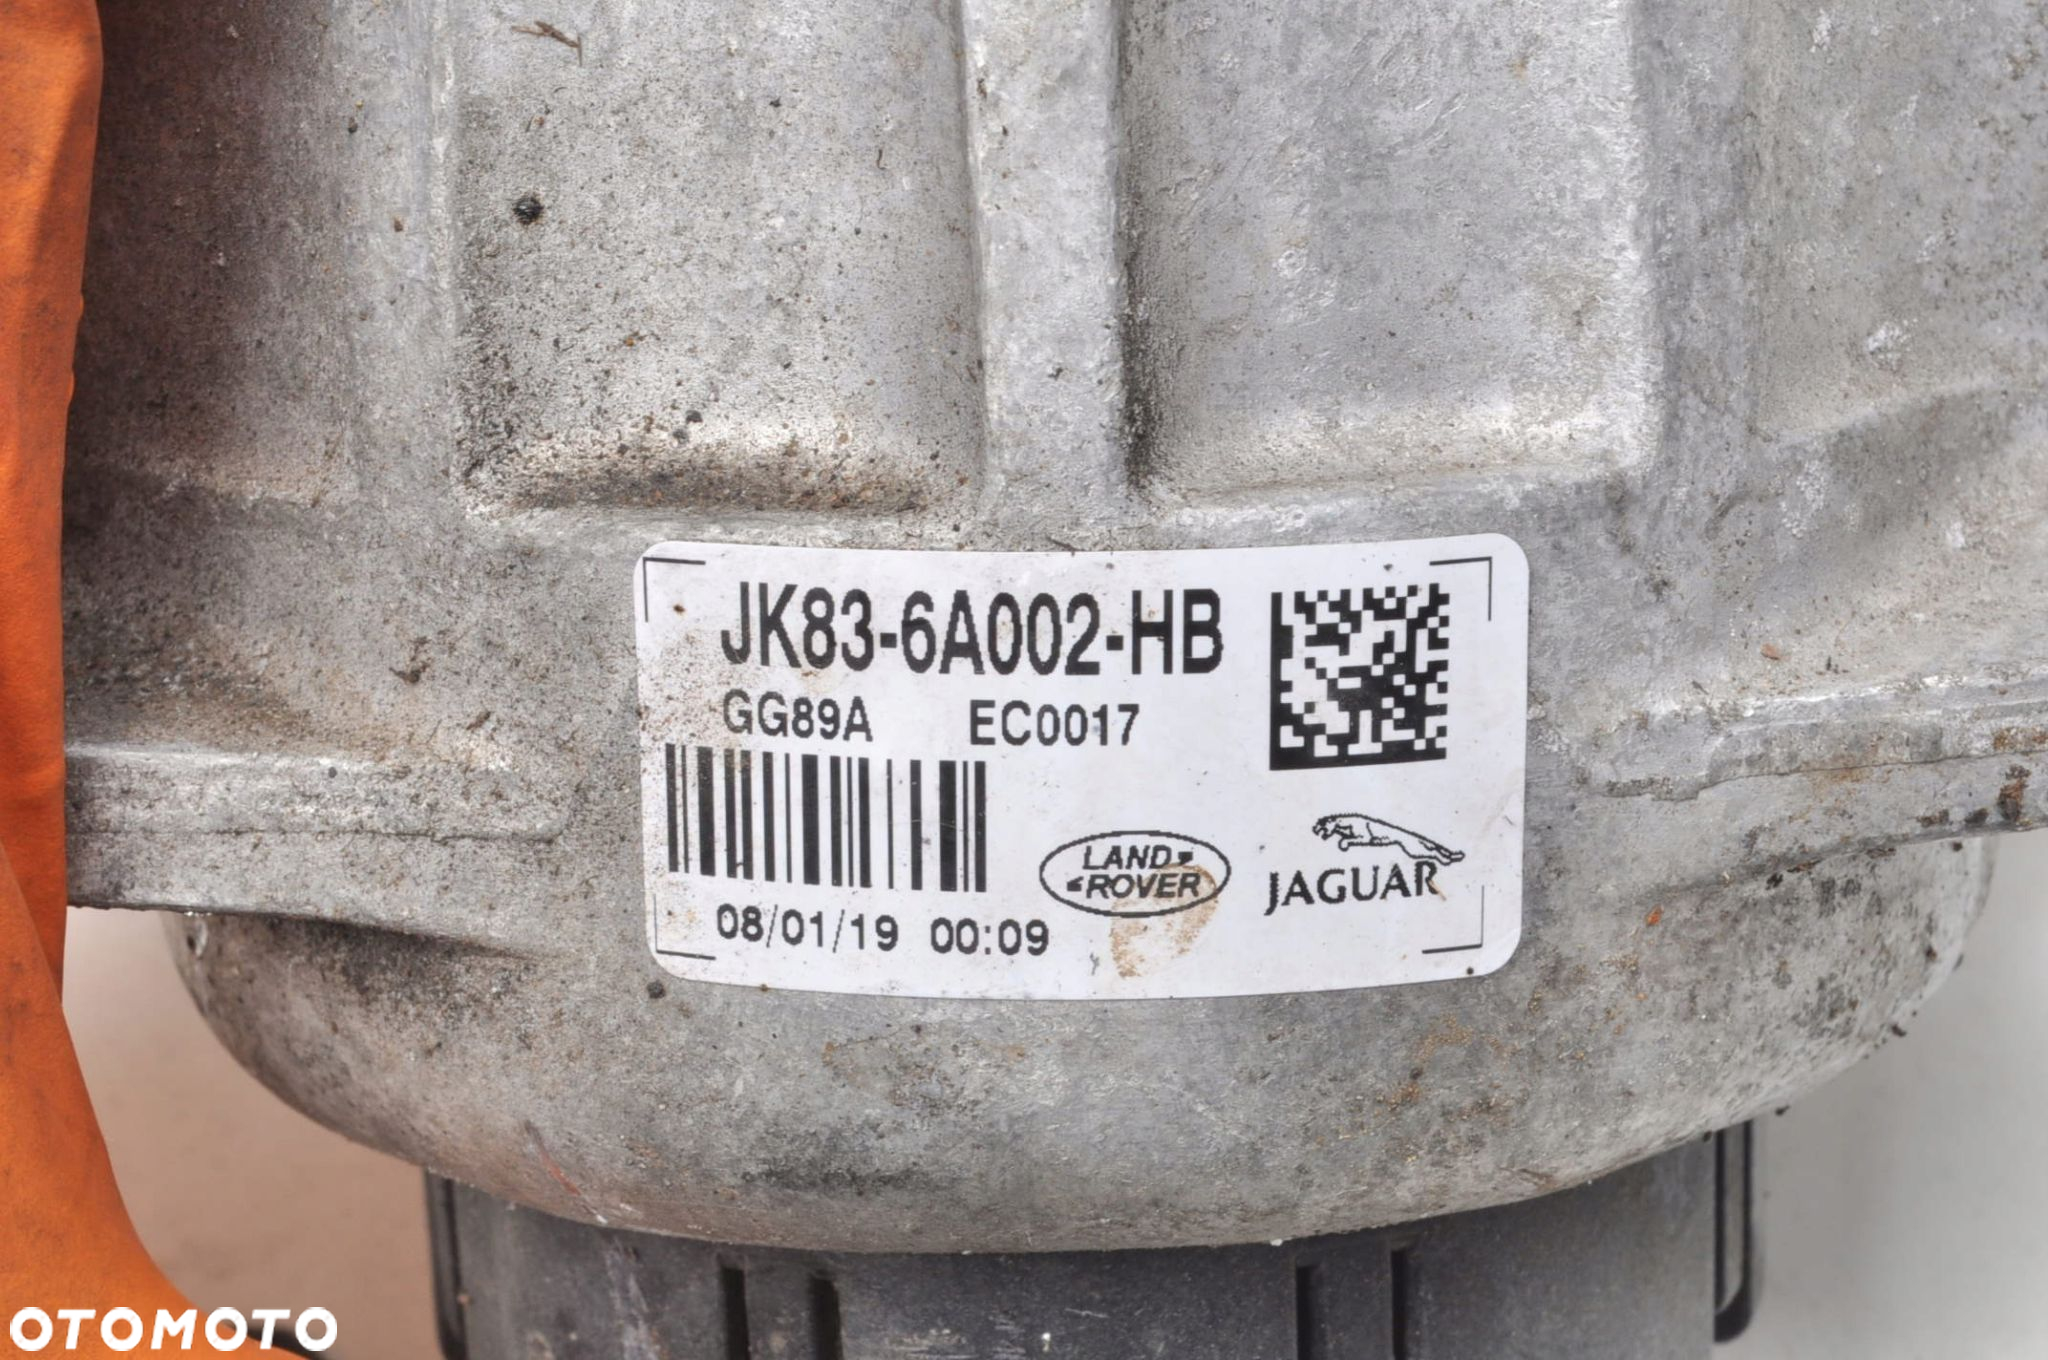 JK83-6A002-HB
GG89A EC0017
LAND
ROVER
JAGUAR
08/01/19 00:09
OTOMOTO